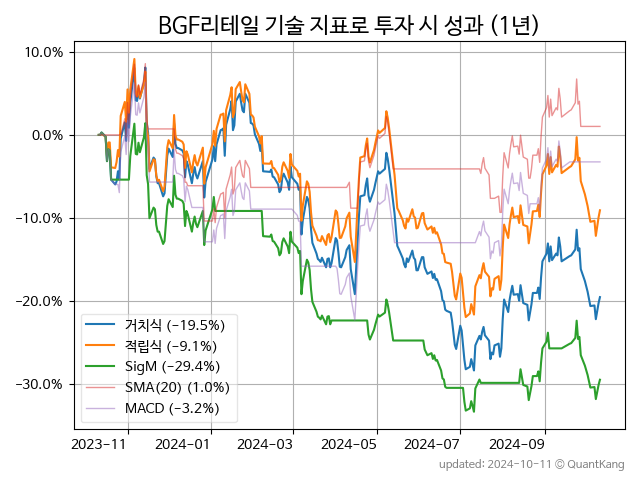 BGF리테일 기술 지표로 투자 시 성과 (1년)
10.0%
0.0%
−10.0%
−20.0%
−30.0%
거치식 (−19.5%)
적립식 (−9.1%)
SigM (−29.4%)
SMA(20) (1.0%)
MACD (−3.2%)
2023-11 2024-01 2024-03 2024-05 2024-07 2024-09
updated: 2024-10-11 © QuantKang